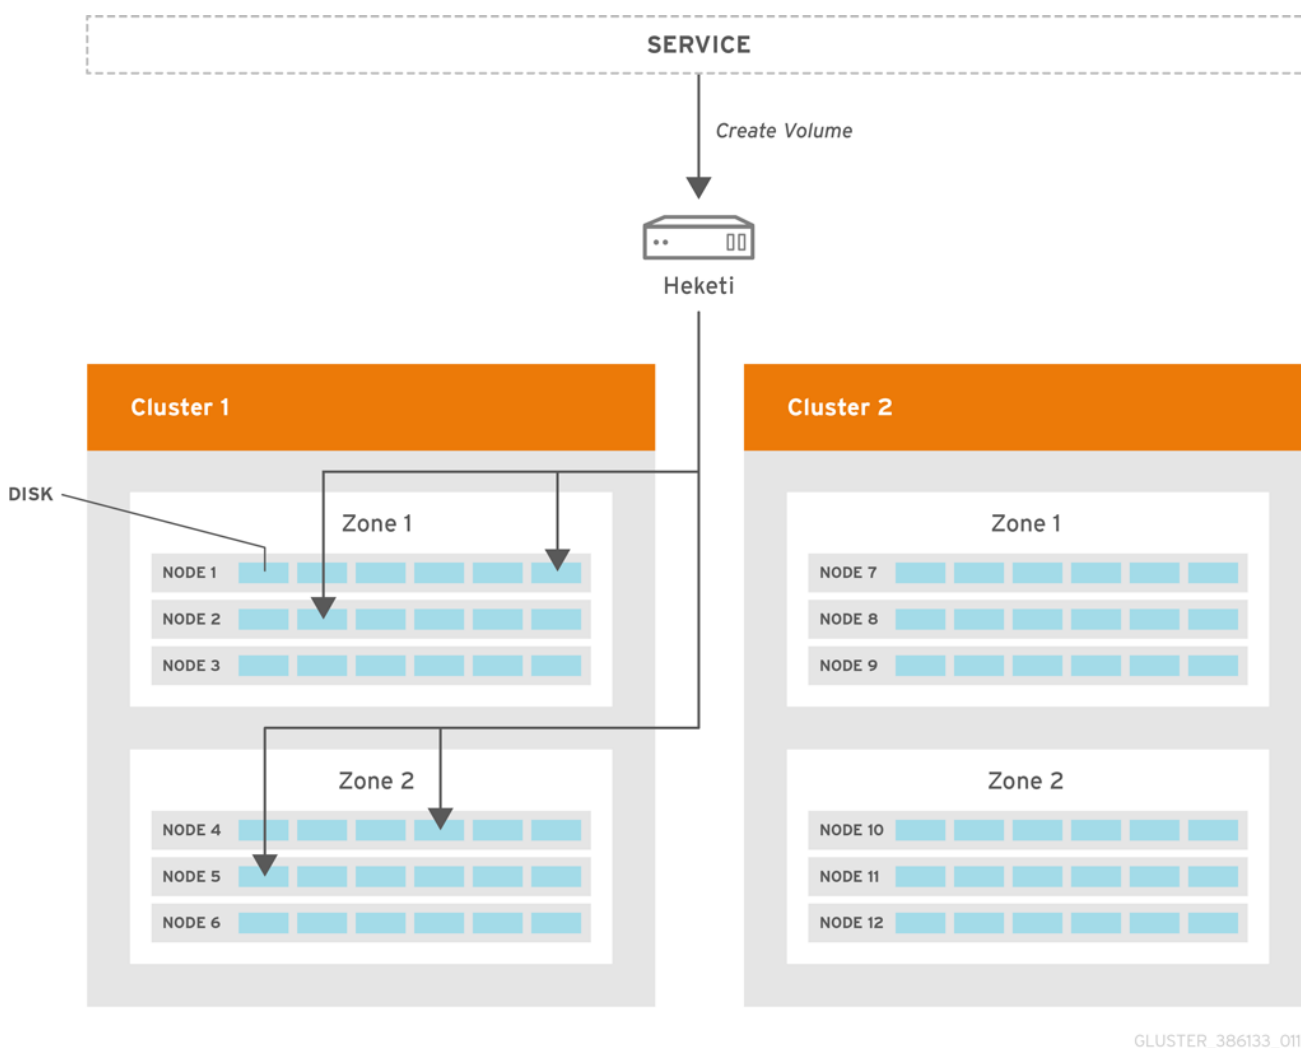 SERVICE
Create Volume
Heketi
Cluster 1
Cluster 2
DISK
Zone 1
NODE 1
NODE 2
NODE 3
Zone 2
NODE 4
NODE 5
NODE 6
Zone 1
NODE 7
NODE 8
NODE 9
Zone 2
NODE 10
NODE 11
NODE 12
GLUSTER_386133_011